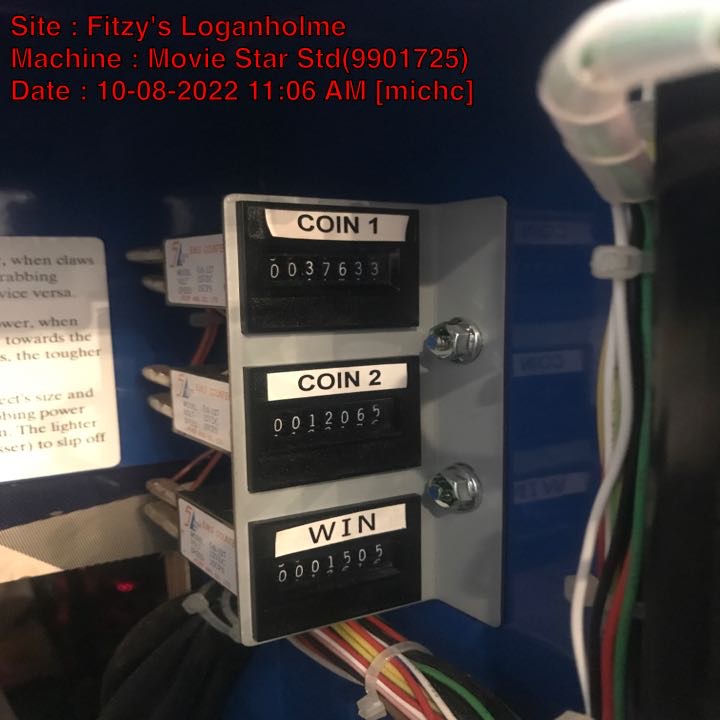 Site : Fitzy's Loganholme
Machine : Movie Star Std(9901725)
Date : 10-08-2022 11:06 AM [michc]
COIN 1
0037633
COIN 2
0012065
WIN
0001505
, when claws
rabbing
vice versa.
ower, when
towards the
s, the tougher
ect's size and
bing power
n. The lighter
sser) to slip off